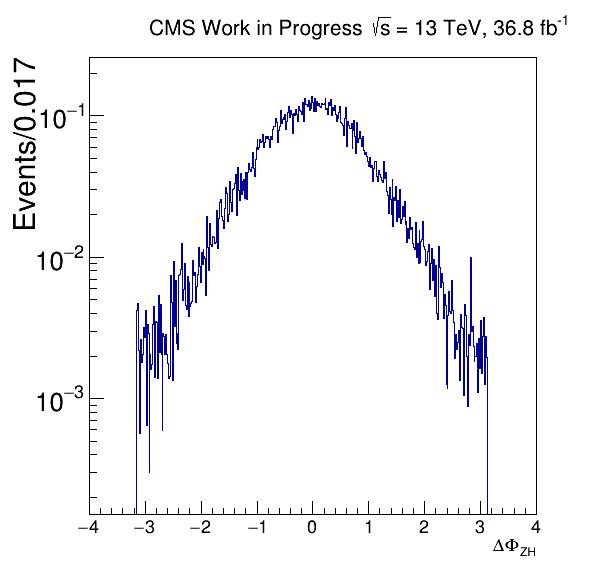 CMS Work in Progress √s = 13 TeV, 36.8 fb⁻¹
Events/0.017
10⁻¹
10⁻²
10⁻³
−4 −3 −2 −1 0 1 2 3 4
ΔΦ_ZH